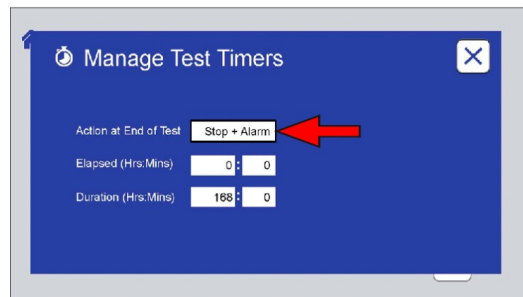 Manage Test Timers
Action at End of Test Stop + Alarm
Elapsed (Hrs:Mins) 0 : 0
Duration (Hrs:Mins) 168 : 0